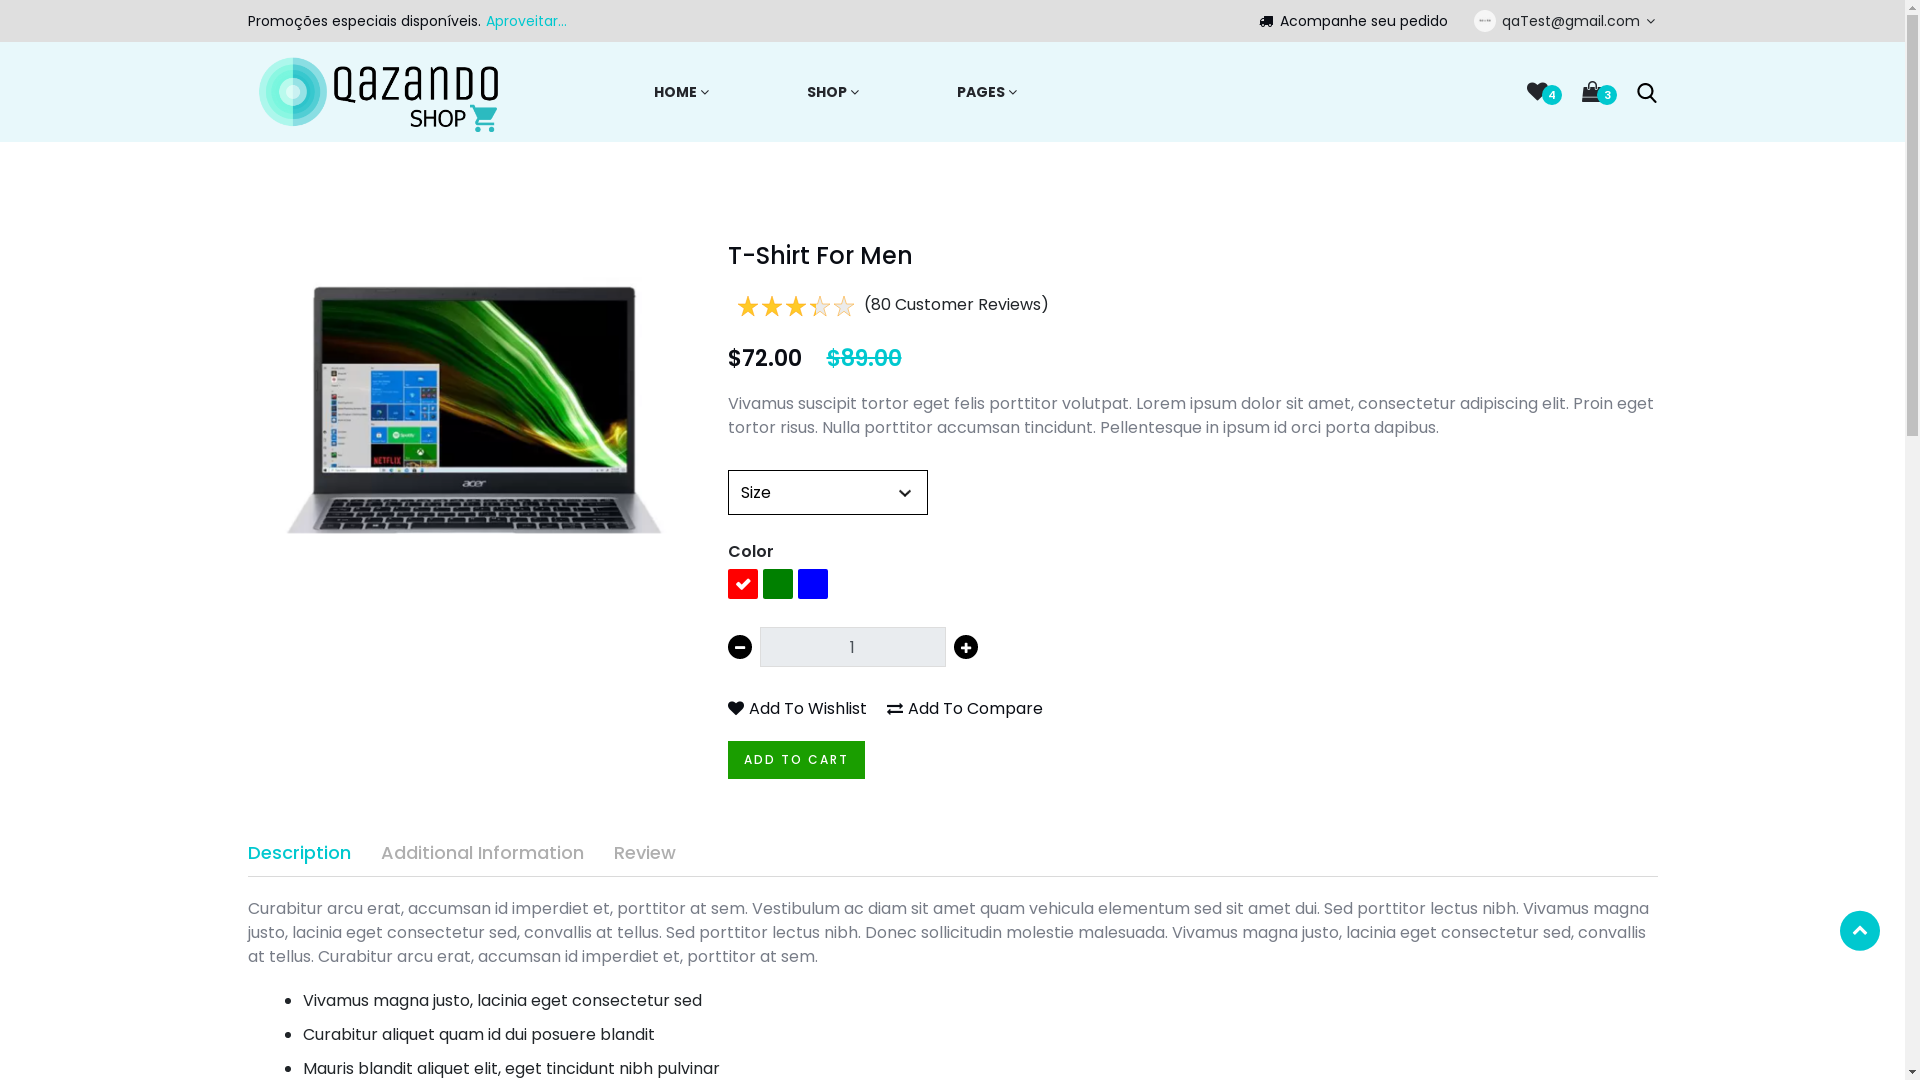 Promoções especiais disponíveis. Aproveitar...
Acompanhe seu pedido
qaTest@gmail.com
QAZANDO
SHOP
HOME
SHOP
PAGES
4
3
T-Shirt For Men
(80 Customer Reviews)
$72.00 $89.00
Vivamus suscipit tortor eget felis porttitor volutpat. Lorem ipsum dolor sit amet, consectetur adipiscing elit. Proin eget
tortor risus. Nulla porttitor accumsan tincidunt. Pellentesque in ipsum id orci porta dapibus.
Size
Color
1
Add To Wishlist
Add To Compare
ADD TO CART
acer
NETFLIX
Description
Additional Information
Review
Curabitur arcu erat, accumsan id imperdiet et, porttitor at sem. Vestibulum ac diam sit amet quam vehicula elementum sed sit amet dui. Sed porttitor lectus nibh. Vivamus magna
justo, lacinia eget consectetur sed, convallis at tellus. Sed porttitor lectus nibh. Donec sollicitudin molestie malesuada. Vivamus magna justo, lacinia eget consectetur sed, convallis
at tellus. Curabitur arcu erat, accumsan id imperdiet et, porttitor at sem.
Vivamus magna justo, lacinia eget consectetur sed
Curabitur aliquet quam id dui posuere blandit
Mauris blandit aliquet elit, eget tincidunt nibh pulvinar